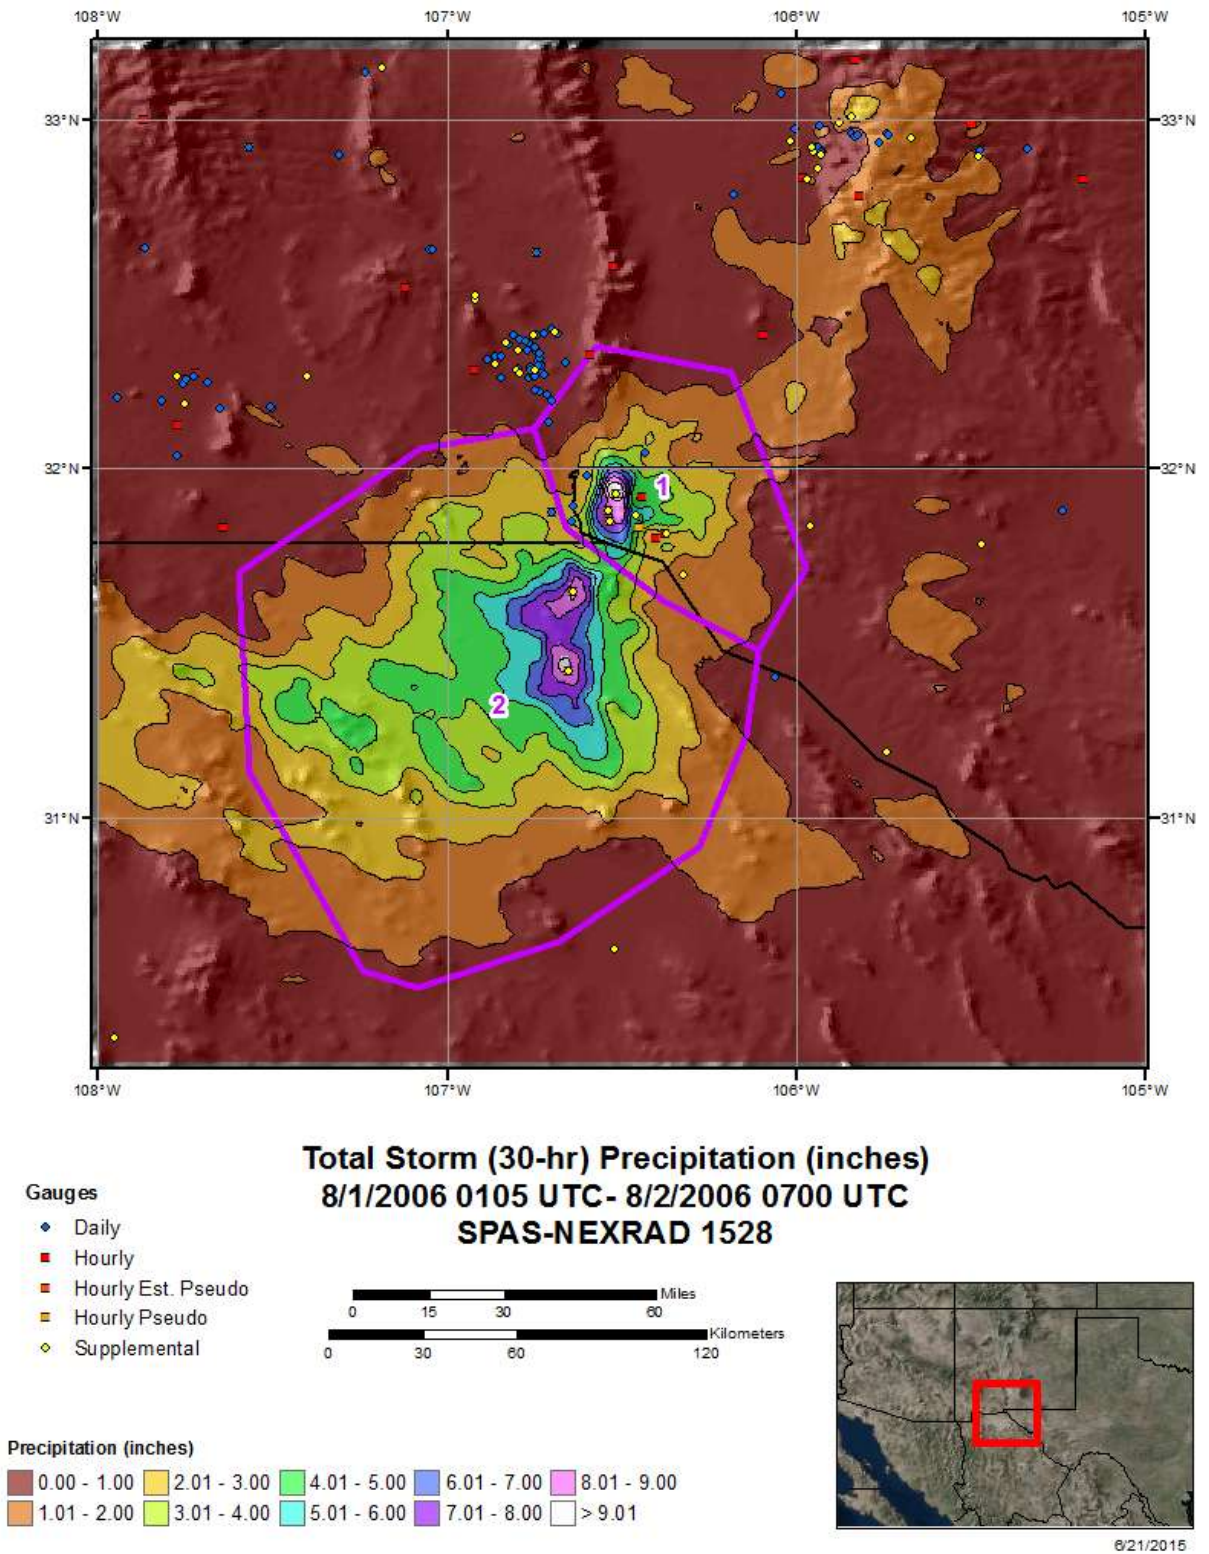 108°W 107°W 106°W 105°W
33°N 33°N
32°N 32°N
1
2
31°N 31°N
108°W 107°W 106°W 105°W
Total Storm (30-hr) Precipitation (inches)
8/1/2006 0105 UTC- 8/2/2006 0700 UTC
SPAS-NEXRAD 1528
Gauges
Daily
Hourly
Hourly Est. Pseudo
Hourly Pseudo
Supplemental
Miles
0 15 30 60
Kilometers
0 30 60 120
Precipitation (inches)
0.00 - 1.00 2.01 - 3.00 4.01 - 5.00 6.01 - 7.00 8.01 - 9.00
1.01 - 2.00 3.01 - 4.00 5.01 - 6.00 7.01 - 8.00 > 9.01
6/21/2015